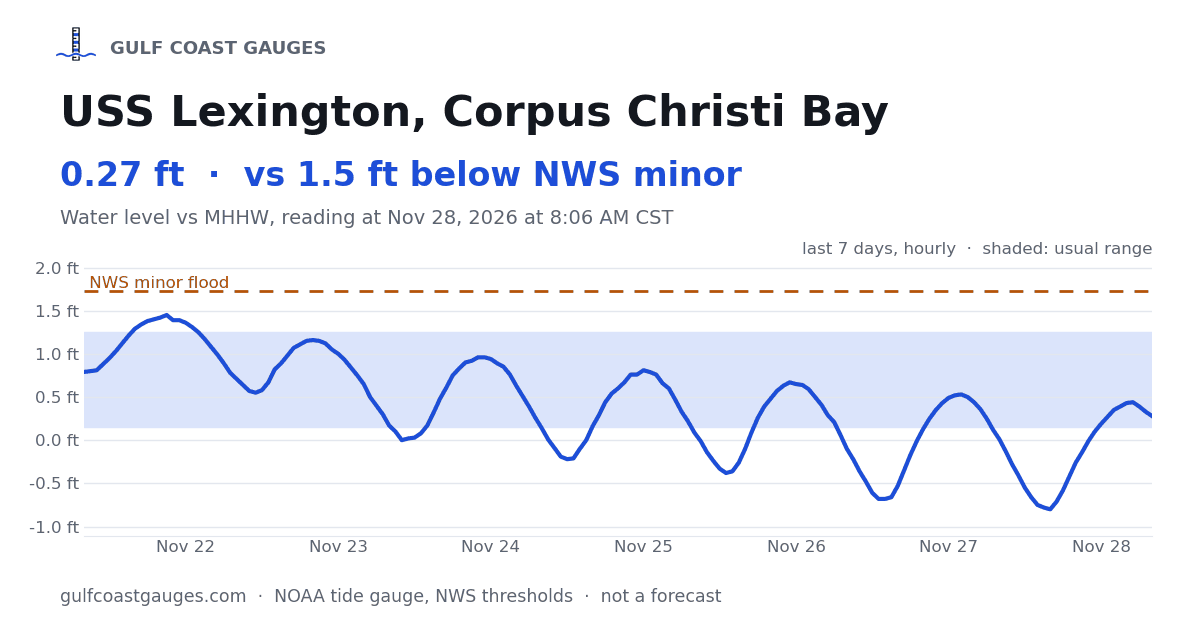 GULF COAST GAUGES
USS Lexington, Corpus Christi Bay
0.27 ft · vs 1.5 ft below NWS minor
Water level vs MHHW, reading at Nov 28, 2026 at 8:06 AM CST
last 7 days, hourly · shaded: usual range
2.0 ft
NWS minor flood
1.5 ft
1.0 ft
0.5 ft
0.0 ft
-0.5 ft
-1.0 ft
Nov 22 Nov 23 Nov 24 Nov 25 Nov 26 Nov 27 Nov 28
gulfcoastgauges.com · NOAA tide gauge, NWS thresholds · not a forecast